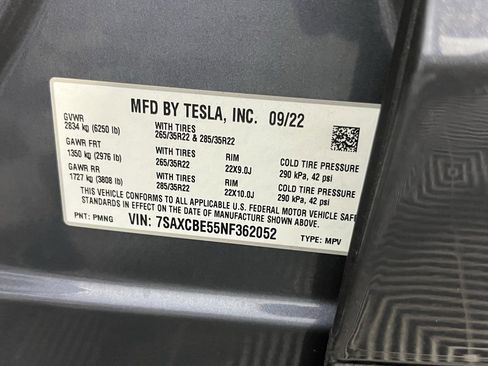 MFD BY TESLA, INC. 09/22
GVWR
2834 kg (6250 lb)
WITH TIRES
265/35R22 & 285/35R22
GAWR FRT
1350 kg (2976 lb)
WITH TIRES
265/35R22
RIM
22X9.0J
COLD TIRE PRESSURE
290 kPa, 42 psi
GAWR RR
1727 kg (3808 lb)
WITH TIRES
285/35R22
RIM
22X10.0J
COLD TIRE PRESSURE
290 kPa, 42 psi
THIS VEHICLE CONFORMS TO ALL APPLICABLE U.S. FEDERAL MOTOR VEHICLE SAFE
STANDARDS IN EFFECT ON THE DATE OF MANUFACTURE SHOWN ABOVE.
PNT: PMNG VIN: 7SAXCBE55NF362052 TYPE: MPV